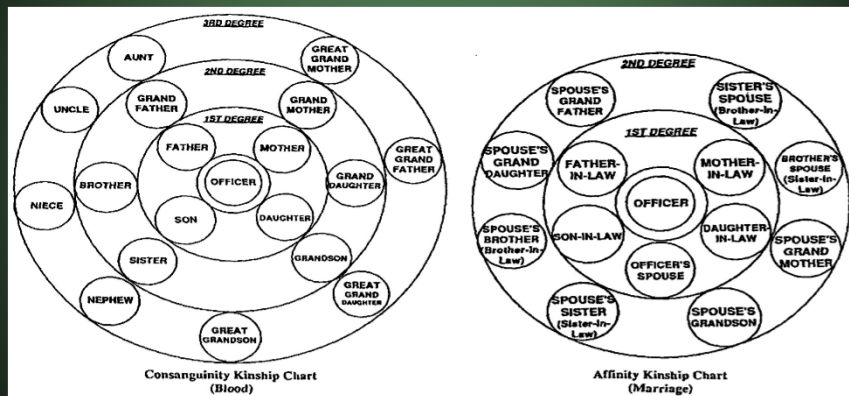 3RD DEGREE
AUNT
GREAT
GRAND
MOTHER
UNCLE
2ND DEGREE
GRAND
FATHER
GRAND
MOTHER
GREAT
GRAND
FATHER
1ST DEGREE
FATHER
MOTHER
BROTHER
OFFICER
GRAND
DAUGHTER
NIECE
SON
DAUGHTER
SISTER
GRANDSON
NEPHEW
GREAT
GRAND
DAUGHTER
GREAT
GRANDSON
Consanguinity Kinship Chart
(Blood)
2ND DEGREE
SPOUSE'S
GRAND
FATHER
SISTER'S
SPOUSE
(Brother-in-
Law)
1ST DEGREE
SPOUSE'S
GRAND
DAUGHTER
FATHER-
IN-LAW
MOTHER-
IN-LAW
BROTHER'S
SPOUSE
(Sister-in-
Law)
OFFICER
SPOUSE'S
BROTHER
(Brother-in-
Law)
SON-IN-LAW
DAUGHTER-
IN-LAW
SPOUSE'S
GRAND
MOTHER
OFFICER'S
SPOUSE
SPOUSE'S
SISTER
(Sister-in-
Law)
SPOUSE'S
GRANDSON
Affinity Kinship Chart
(Marriage)